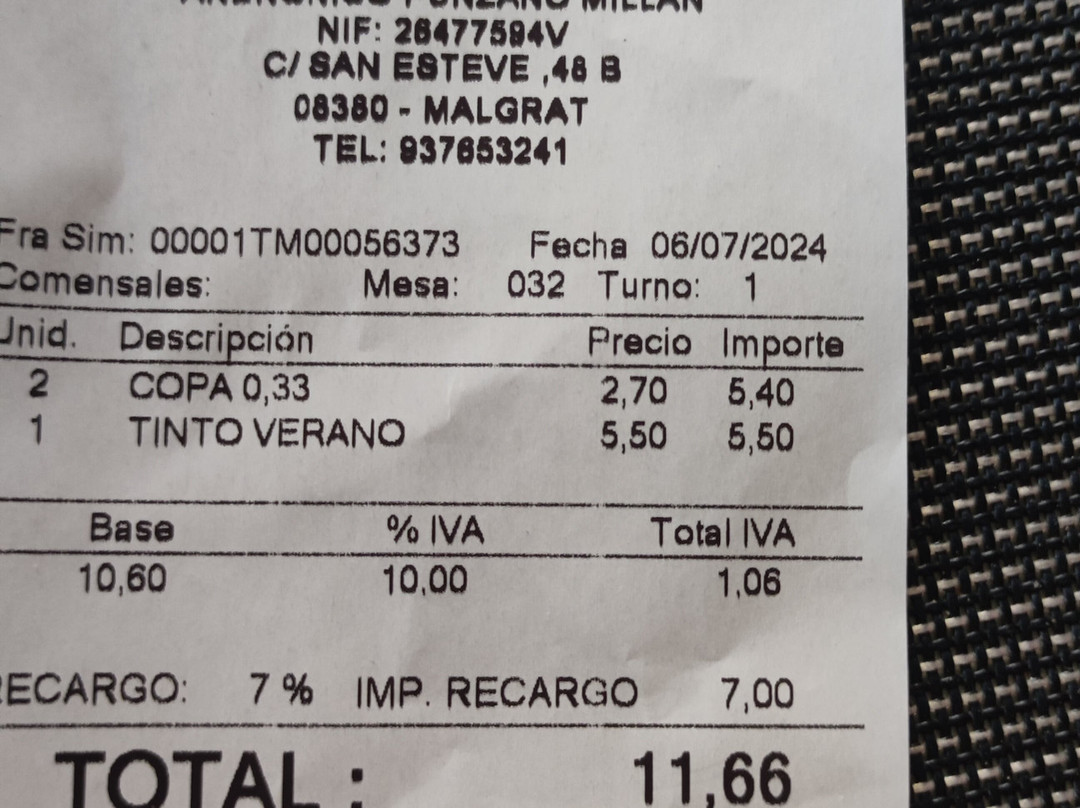 NIF: 26477594V
C/ SAN ESTEVE ,48 B
08380 - MALGRAT
TEL: 937653241
Fra Sim: 00001TM00056373 Fecha 06/07/2024
Comensales: Mesa: 032 Turno: 1
Unid. Descripción Precio Importe
2 COPA 0,33 2,70 5,40
1 TINTO VERANO 5,50 5,50
Base % IVA Total IVA
10,60 10,00 1,06
RECARGO: 7 % IMP. RECARGO 7,00
TOTAL : 11,66